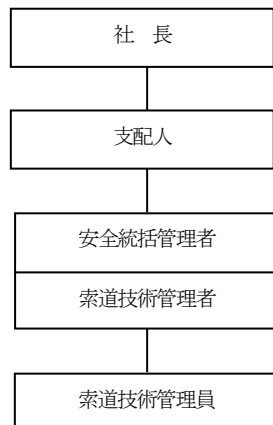 社　長
支配人
安全統括管理者
索道技術管理者
索道技術管理員